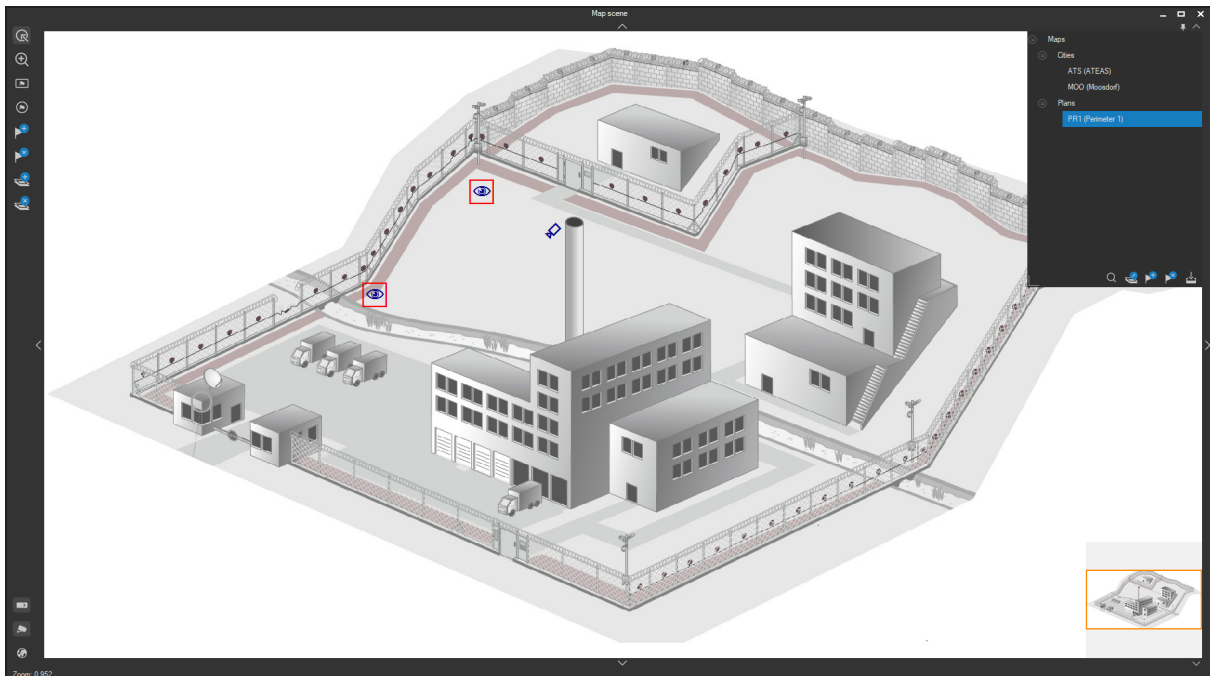 Map scene
Maps
Cities
ATS (ATEAS)
MOO (Moosdorf)
Plans
PR1 (Perimeter 1)
Zoom: 0.952